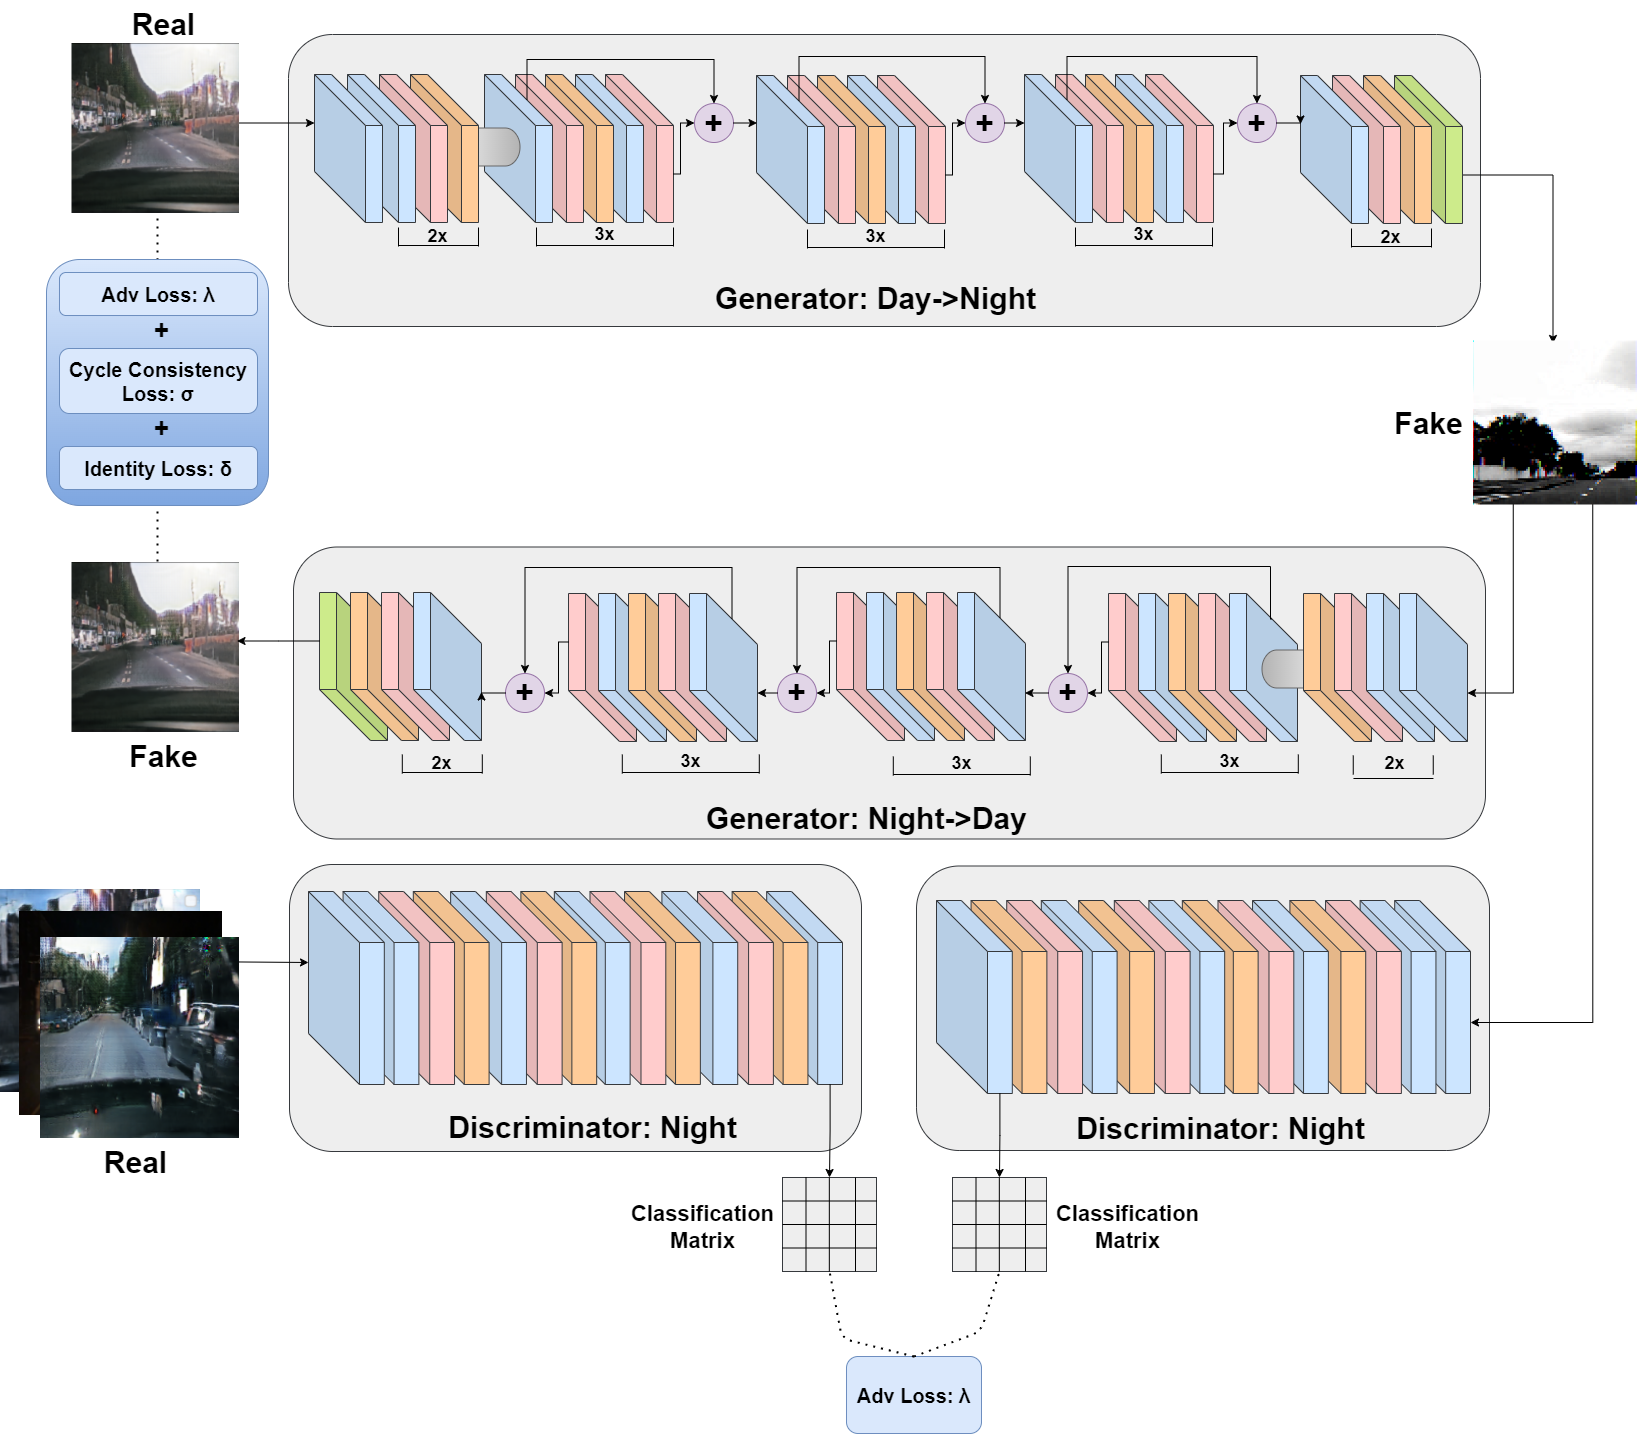 Real
+
+
+
2x
3x
3x
3x
2x
Generator: Day->Night
Adv Loss: λ
+
Cycle Consistency
Loss: σ
+
Identity Loss: δ
Fake
+
+
+
2x
3x
3x
3x
2x
Fake
Generator: Night->Day
Discriminator: Night
Discriminator: Night
Real
Classification
Matrix
Classification
Matrix
Adv Loss: λ